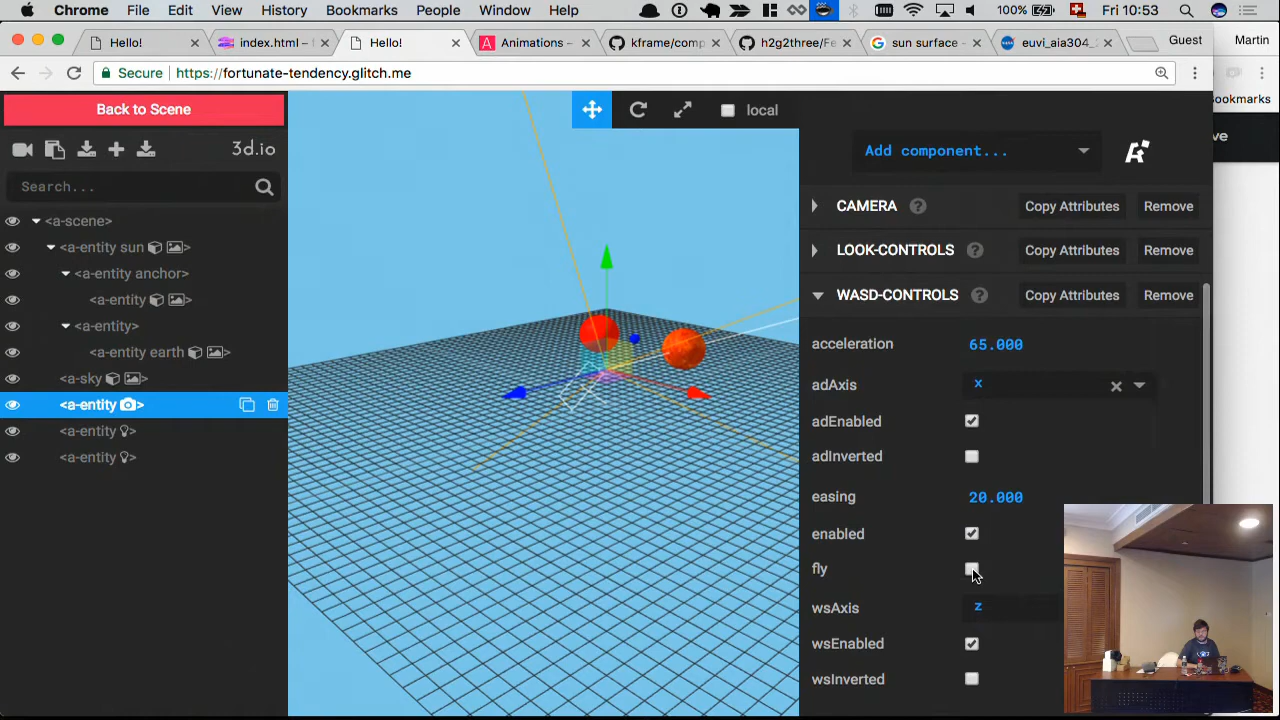 Chrome File Edit View History Bookmarks People Window Help 100% Fri 10:53
Hello! index.html – Hello! Animations – kframe/comp h2g2three/Fe sun surface – euvi_aia304_ Guest Martin
Secure https://fortunate-tendency.glitch.me
ookmarks
Back to Scene local
ve
3d.io Add component...
Search...
CAMERA ? Copy Attributes Remove
<a-scene>
<a-entity sun >
LOOK-CONTROLS ? Copy Attributes Remove
<a-entity anchor>
<a-entity >
WASD-CONTROLS ? Copy Attributes Remove
<a-entity>
acceleration 65.000
<a-entity earth >
<a-sky >
adAxis x
<a-entity >
adEnabled
<a-entity >
adInverted
<a-entity >
easing 20.000
enabled
fly
wsAxis z
wsEnabled
wsInverted